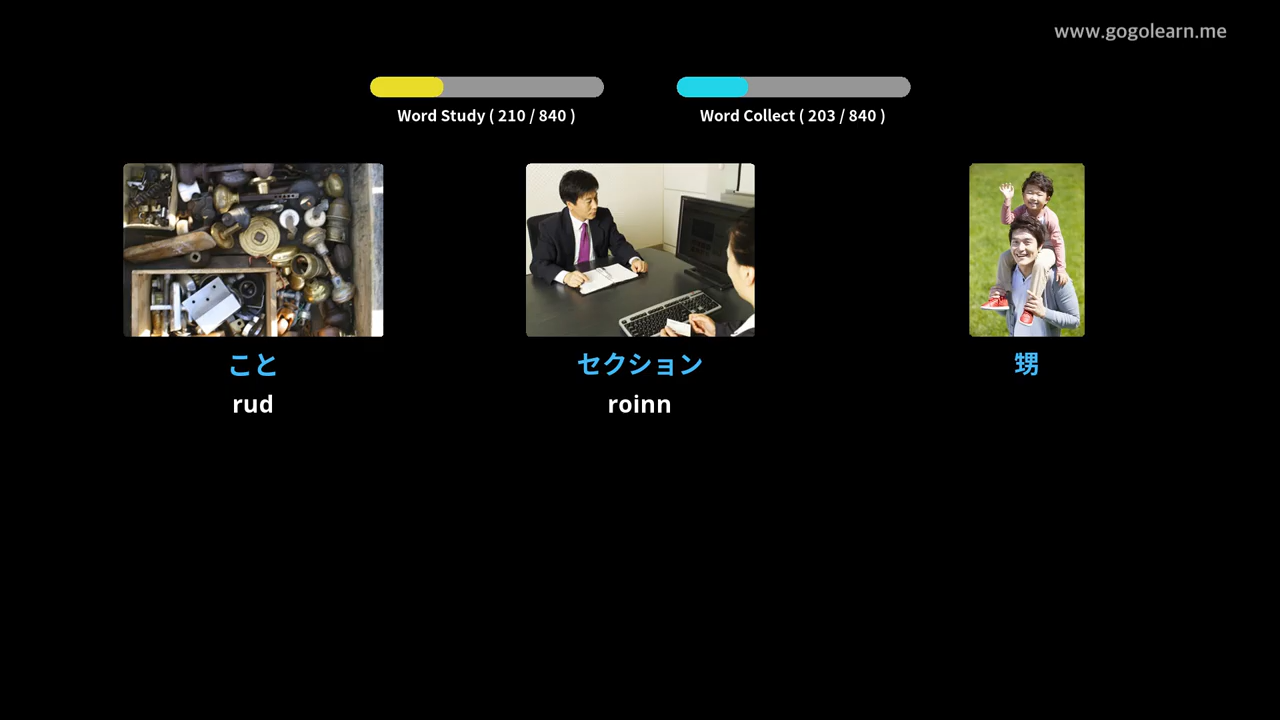 www.gogolearn.me
Word Study ( 210 / 840 )
Word Collect ( 203 / 840 )
こと
rud
セクション
roinn
甥